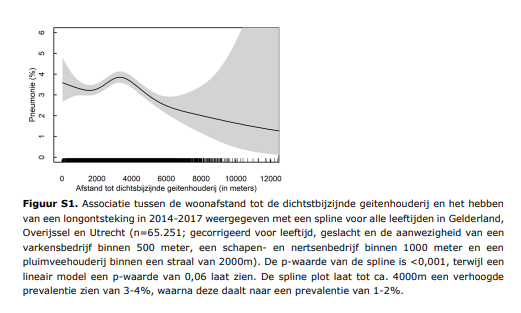 Pneumonie (%)
0 1 2 3 4 5 6
0 2000 4000 6000 8000 10000 12000
Afstand tot dichtsbijzijnde geitenhouderij (in meters)
Figuur S1. Associatie tussen de woonafstand tot de dichtstbijzijnde geitenhouderij en het hebben
van een longontsteking in 2014-2017 weergegeven met een spline voor alle leeftijden in Gelderland,
Overijssel en Utrecht (n=65.251; gecorrigeerd voor leeftijd, geslacht en de aanwezigheid van een
varkensbedrijf binnen 500 meter, een schapen- en nertsenbedrijf binnen 1000 meter en een
pluimveehouderij binnen een straal van 2000m). De p-waarde van de spline is <0,001, terwijl een
lineair model een p-waarde van 0,06 laat zien. De spline plot laat tot ca. 4000m een verhoogde
prevalentie zien van 3-4%, waarna deze daalt naar een prevalentie van 1-2%.